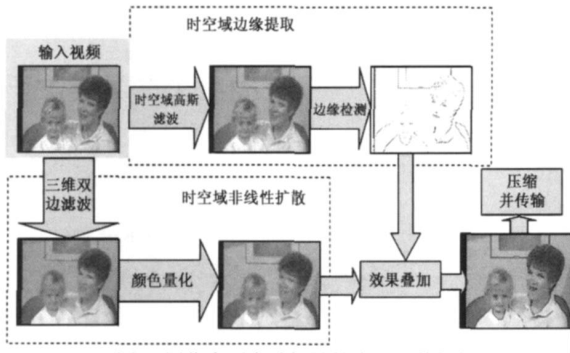 时空域边缘提取
输入视频
时空域高斯
滤波
边缘检测
三维双
边滤波
时空域非线性扩散
压缩
并传输
颜色量化
效果叠加